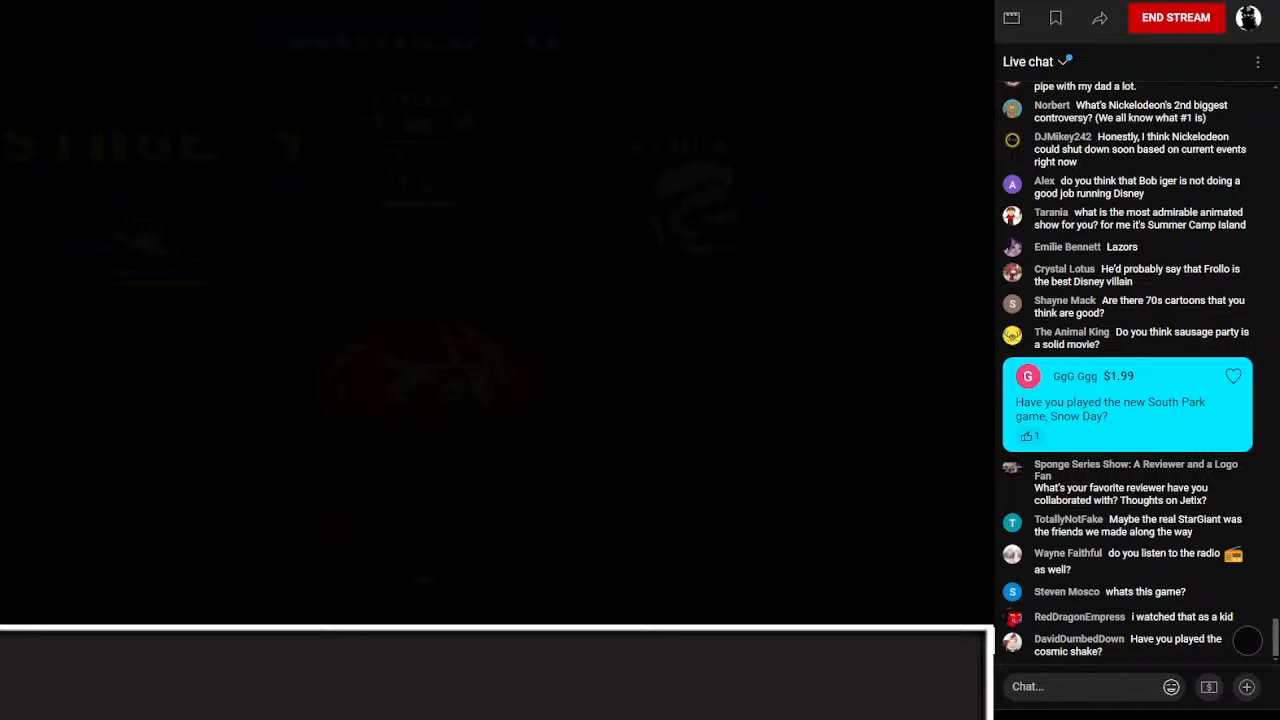 END STREAM
Live chat
STAGE 1
pipe with my dad a lot.
Norbert What's Nickelodeon's 2nd biggest
controversy? (We all know what #1 is)
DJMikey242 Honestly, I think Nickelodeon
could shut down soon based on current events
right now
A
Alex do you think that Bob iger is not doing a
good job running Disney
Tarania what is the most admirable animated
show for you? for me it's Summer Camp Island
Emilie Bennett Lazors
Crystal Lotus He'd probably say that Frollo is
the best Disney villain
S
Shayne Mack Are there 70s cartoons that you
think are good?
The Animal King Do you think sausage party is
a solid movie?
G
GgG Ggg $1.99
Have you played the new South Park
game, Snow Day?
1
Sponge Series Show: A Reviewer and a Logo
Fan
What's your favorite reviewer have you
collaborated with? Thoughts on Jetix?
T
TotallyNotFake Maybe the real StarGiant was
the friends we made along the way
Wayne Faithful do you listen to the radio
as well?
S
Steven Mosco whats this game?
RedDragonEmpress i watched that as a kid
DavidDumbedDown Have you played the
cosmic shake?
Chat...